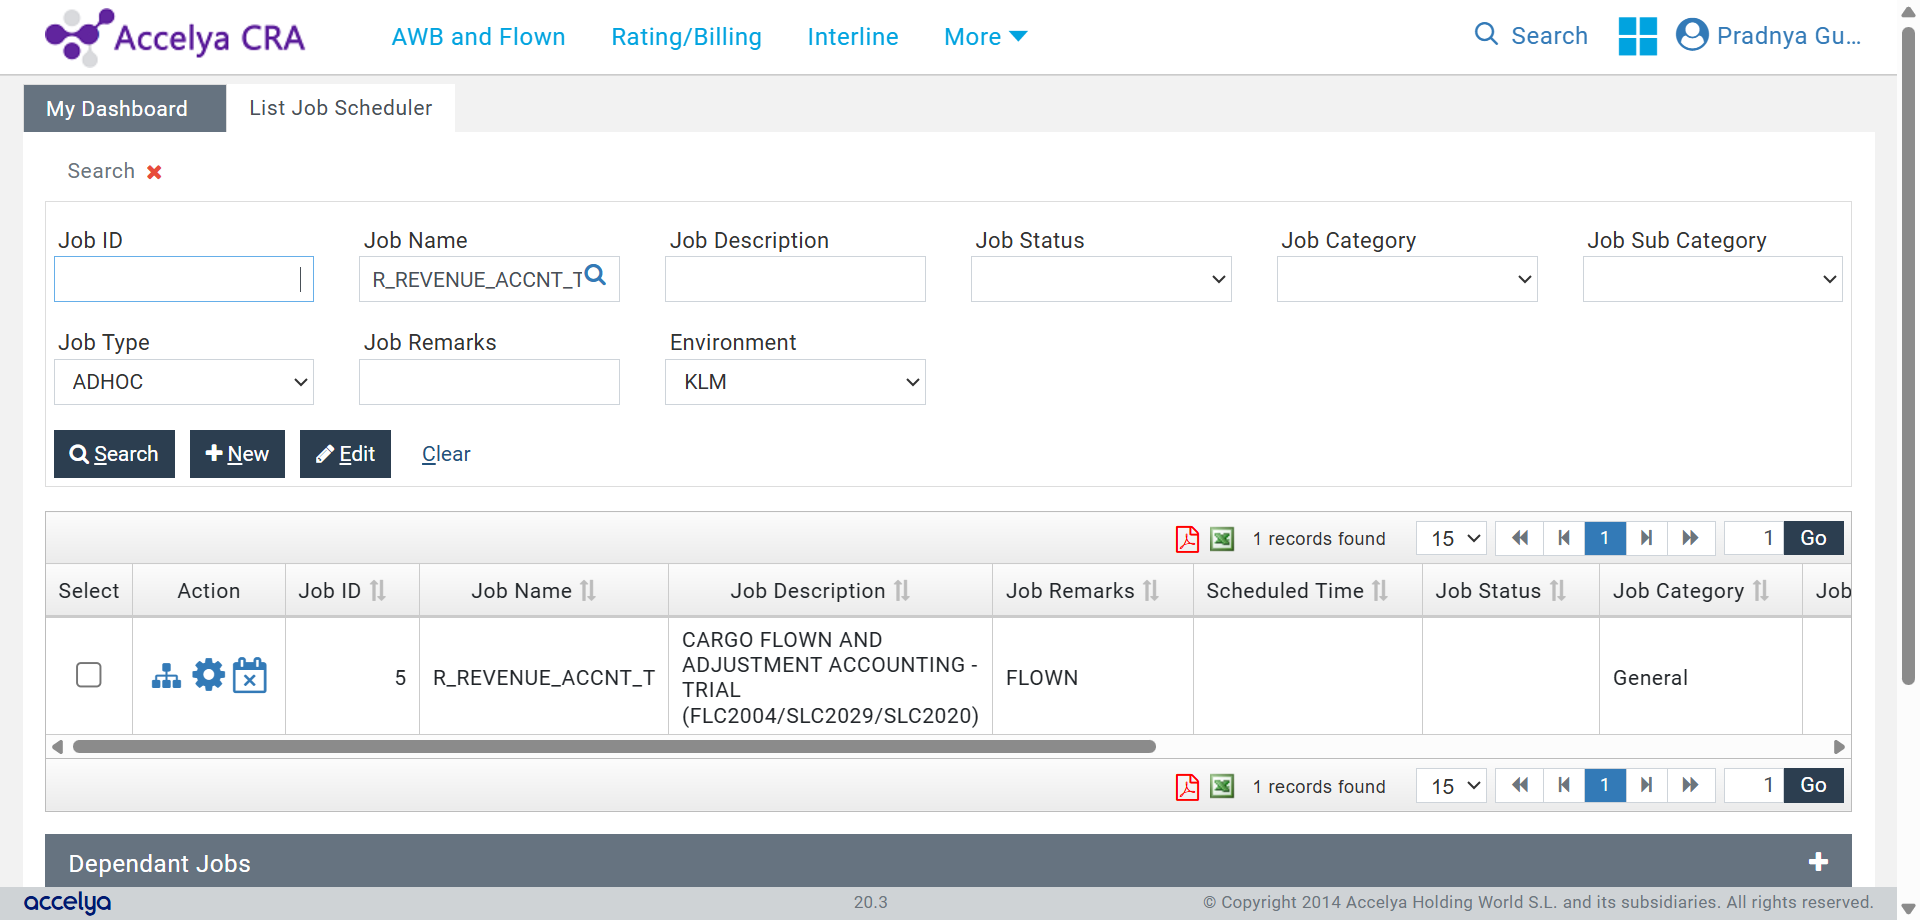 Accelya CRA
AWB and Flown Rating/Billing Interline More Search Pradnya Gu...
My Dashboard List Job Scheduler
Search
Job ID Job Name Job Description Job Status Job Category Job Sub Category
R_REVENUE_ACCNT_T
Job Type Job Remarks Environment
ADHOC KLM
Search New Edit Clear
1 records found 15 1 1 Go
Select Action Job ID Job Name Job Description Job Remarks Scheduled Time Job Status Job Category Job
CARGO FLOWN AND
ADJUSTMENT ACCOUNTING -
5 R_REVENUE_ACCNT_T FLOWN General
TRIAL
(FLC2004/SLC2029/SLC2020)
1 records found 15 1 1 Go
Dependant Jobs
accelya 20.3 © Copyright 2014 Accelya Holding World S.L. and its subsidiaries. All rights reserved.